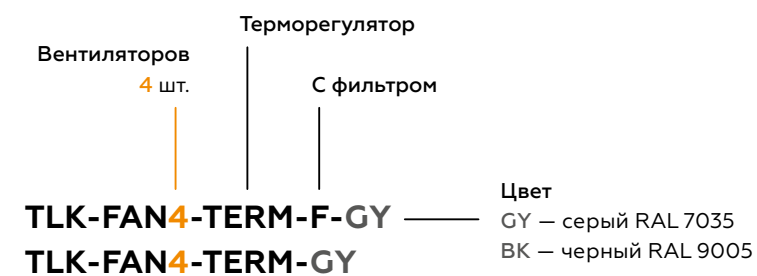 Терморегулятор
Вентиляторов
4 шт.
С фильтром
TLK-FAN4-TERM-F-GY
TLK-FAN4-TERM-GY
Цвет
GY — серый RAL 7035
BK — черный RAL 9005